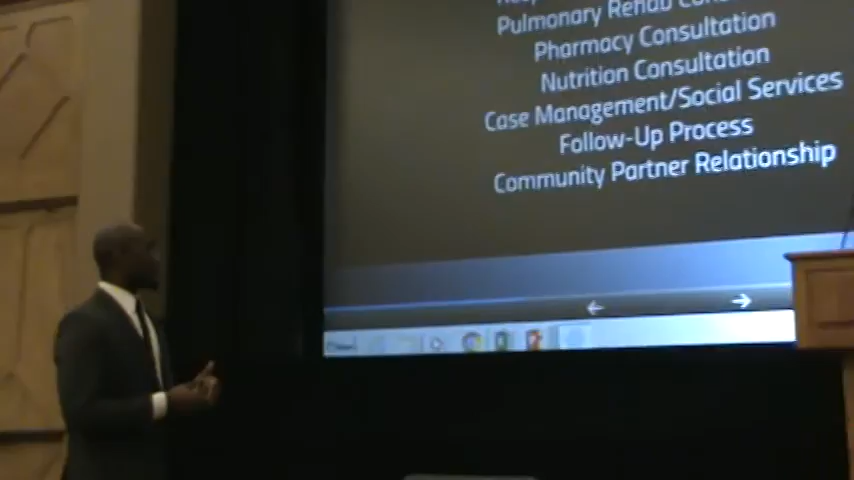 Pulmonary Rehab
Pharmacy Consultation
Nutrition Consultation
Case Management/Social Services
Follow-Up Process
Community Partner Relationship